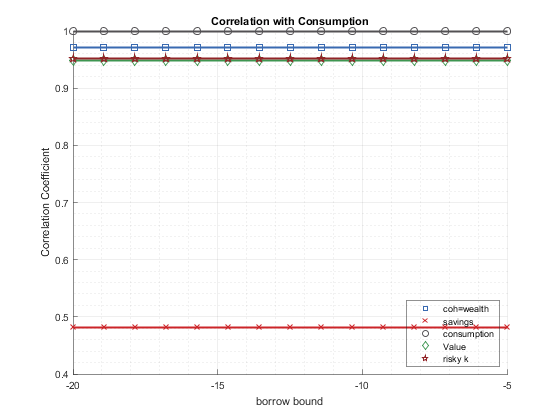 Correlation with Consumption
Correlation Coefficient
1
0.9
0.8
0.7
0.6
0.5
0.4
-20
-15
-10
-5
borrow bound
coh=wealth
savings
consumption
Value
risky k